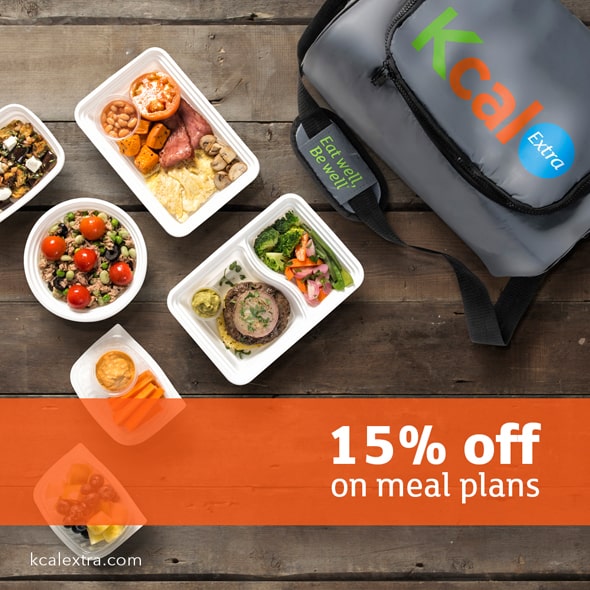 Kcal
Extra
Eat well,
Be well
15% off
on meal plans
kcalextra.com